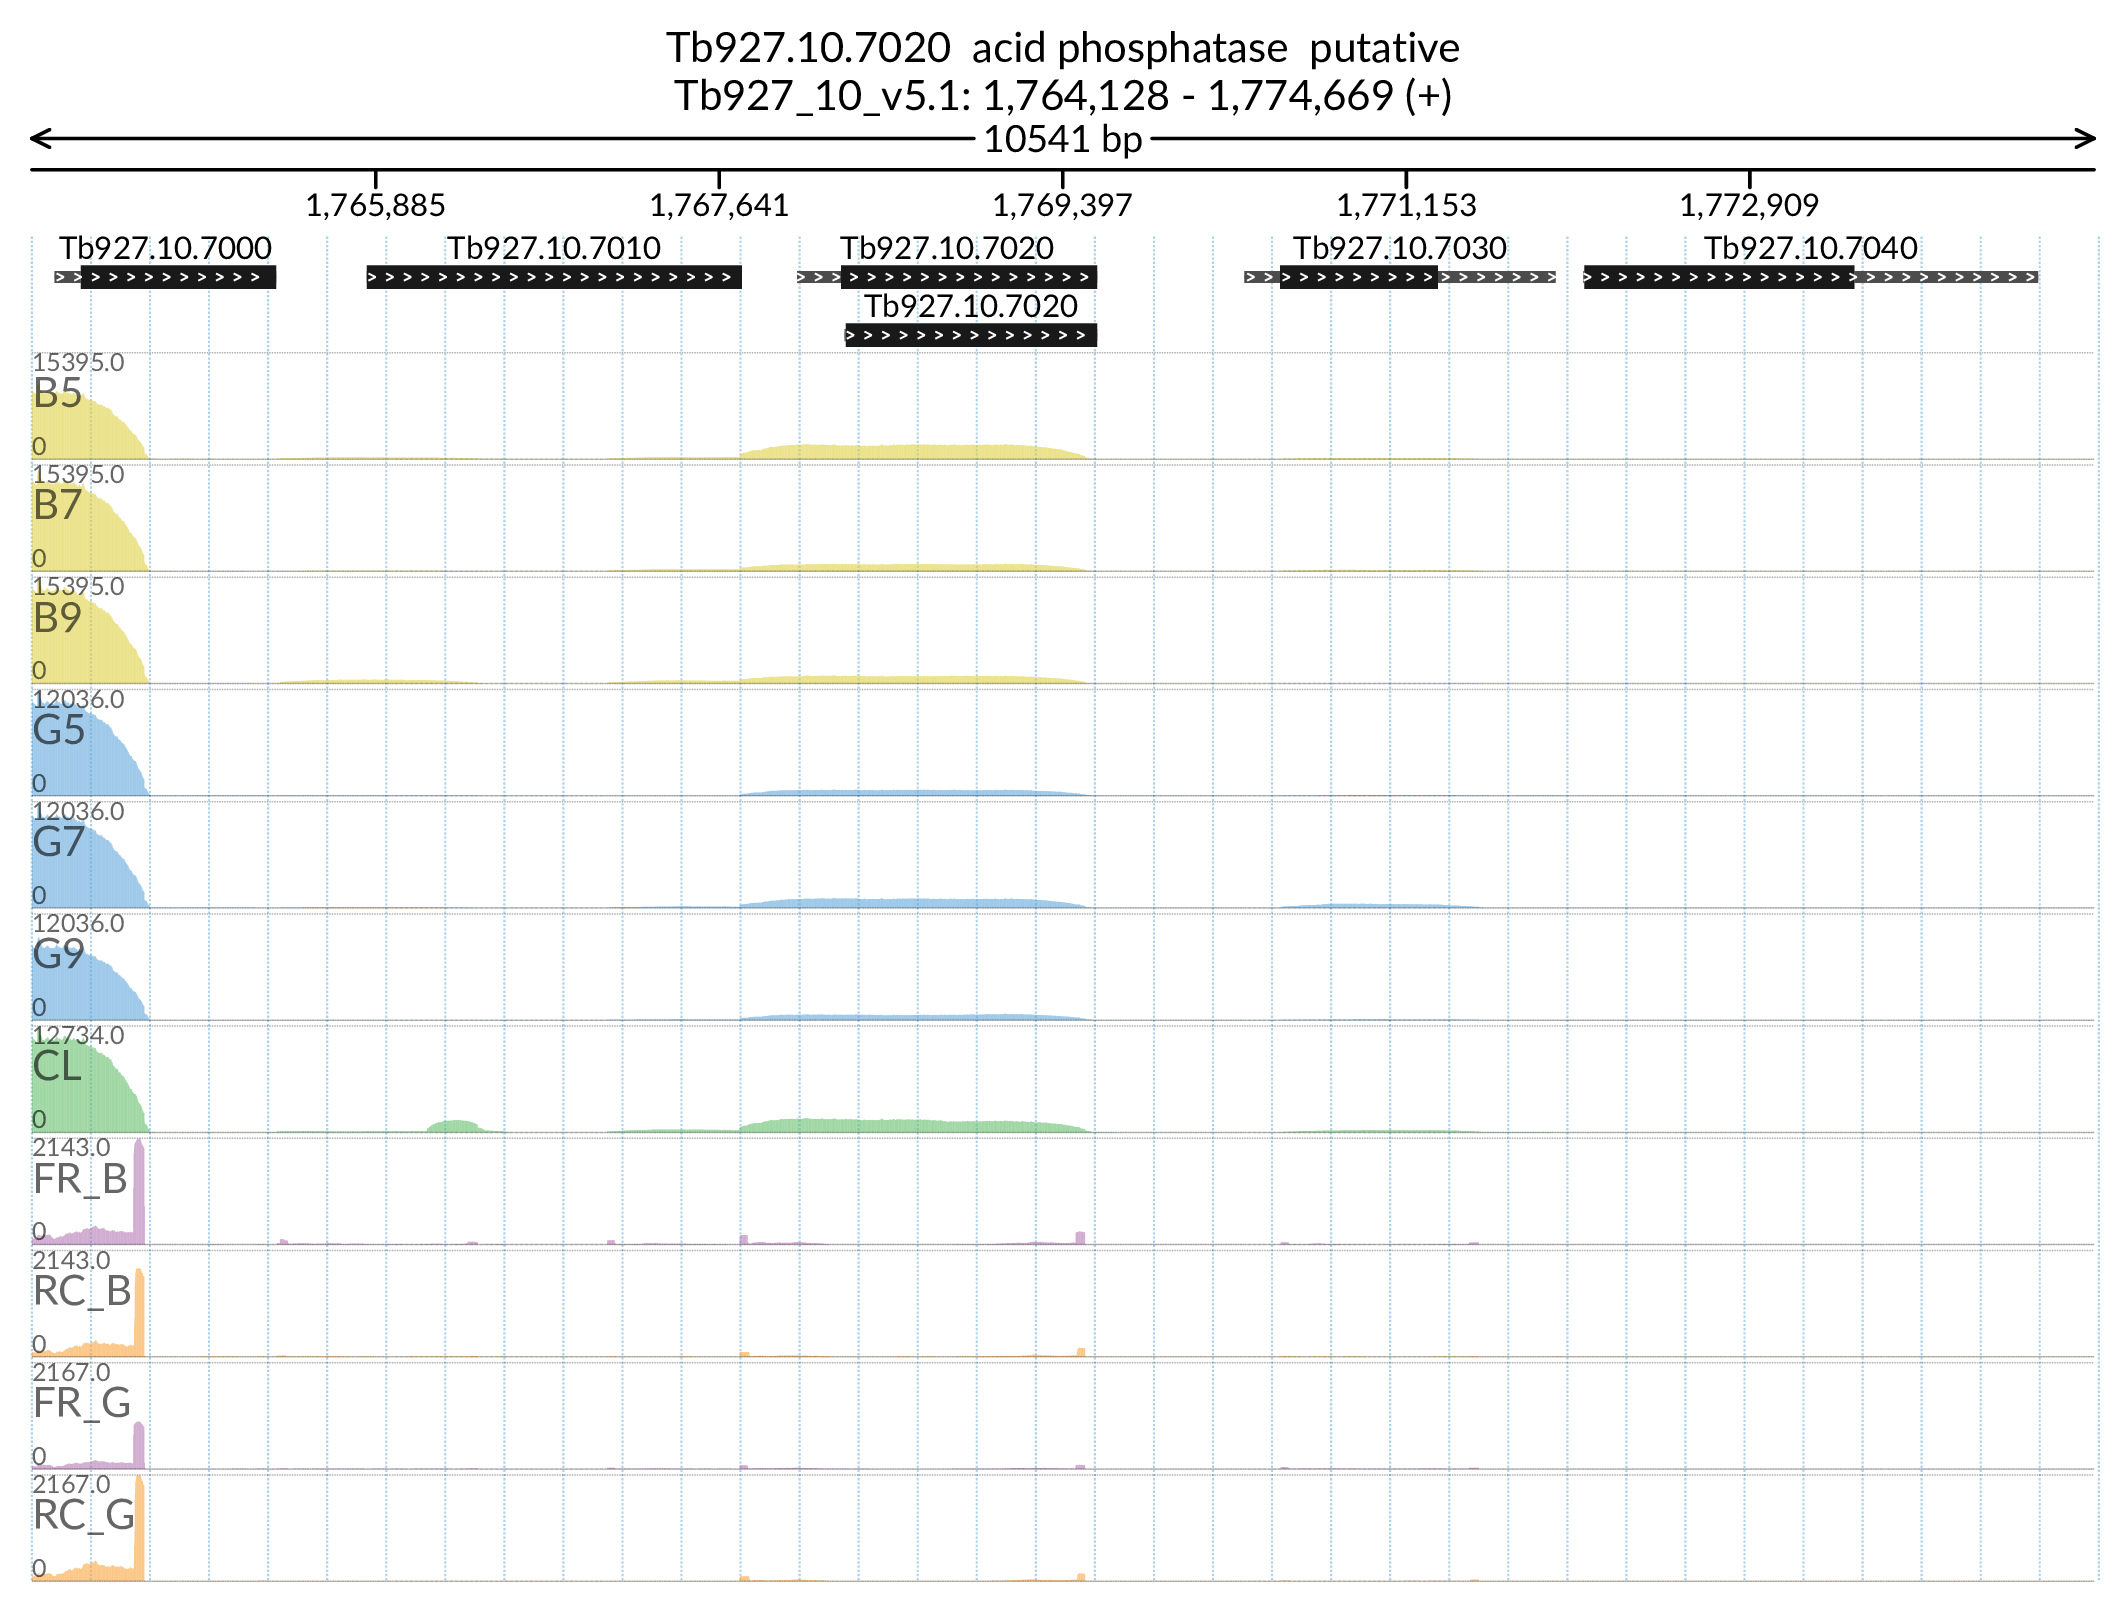 Tb927.10.7020 acid phosphatase putative
Tb927_10_v5.1: 1,764,128 - 1,774,669 (+)
10541 bp
1,765,885 1,767,641 1,769,397 1,771,153 1,772,909
Tb927.10.7000 Tb927.10.7010 Tb927.10.7020 Tb927.10.7030 Tb927.10.7040
Tb927.10.7020
15395.0
B5
0
15395.0
B7
0
15395.0
B9
0
12036.0
G5
0
12036.0
G7
0
12036.0
G9
0
12734.0
CL
0
2143.0
FR_B
0
2143.0
RC_B
0
2167.0
FR_G
0
2167.0
RC_G
0